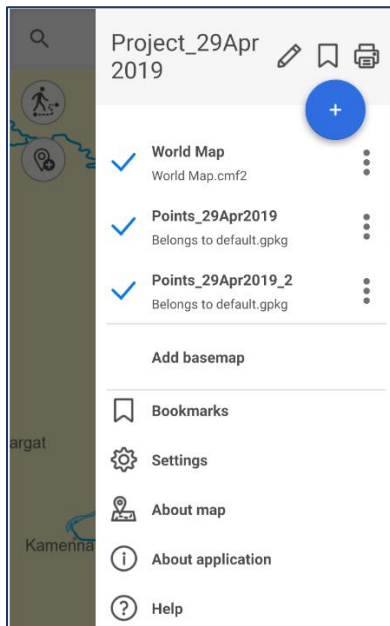 Project_29Apr
2019
+
World Map
World Map.cmf2
Points_29Apr2019
Belongs to default.gpkg
Points_29Apr2019_2
Belongs to default.gpkg
Add basemap
Bookmarks
argat
Settings
About map
Kamenna
About application
Help